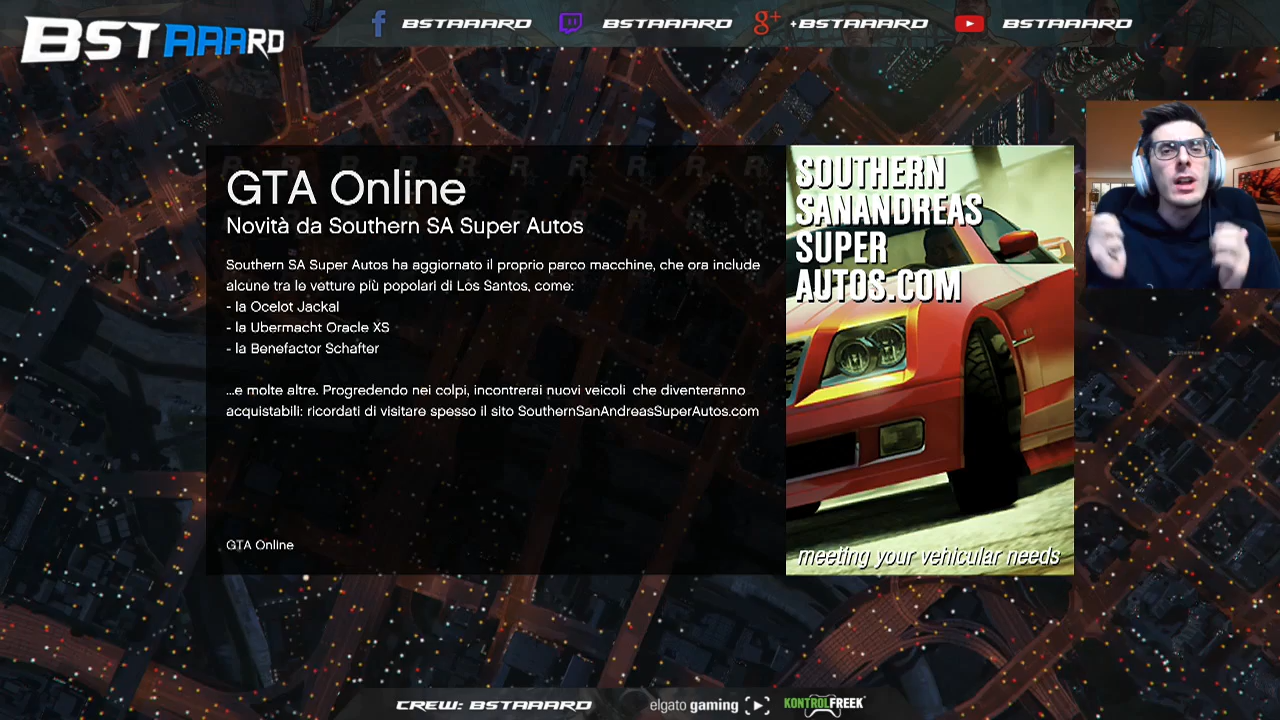 BSTAAARD
BSTAAARD
BSTAAARD
+BSTAAARD
BSTAAARD
GTA Online
Novità da Southern SA Super Autos
Southern SA Super Autos ha aggiornato il proprio parco macchine, che ora include
alcune tra le vetture più popolari di Los Santos, come:
- la Ocelot Jackal
- la Ubermacht Oracle XS
- la Benefactor Schafter
...e molte altre. Progredendo nei colpi, incontrerai nuovi veicoli che diventeranno
acquistabili: ricordati di visitare spesso il sito SouthernSanAndreasSuperAutos.com
GTA Online
SOUTHERN
SANANDREAS
SUPER
AUTOS.COM
meeting your vehicular needs
CREW: BSTAAARD
elgato gaming
KONTROLFREEK